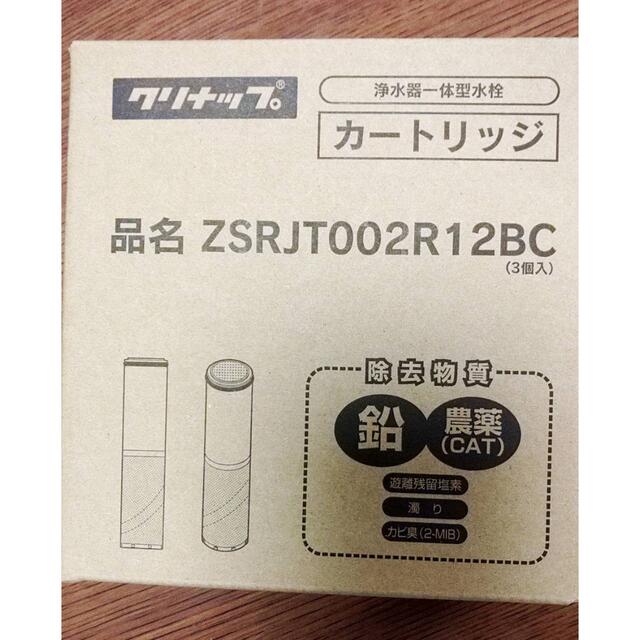 クリナップ®
浄水器一体型水栓
カートリッジ
品名 ZSRJT002R12BC
(3個入)
除去物質
鉛
農薬
(CAT)
遊離残留塩素
濁り
カビ臭(2-MIB)